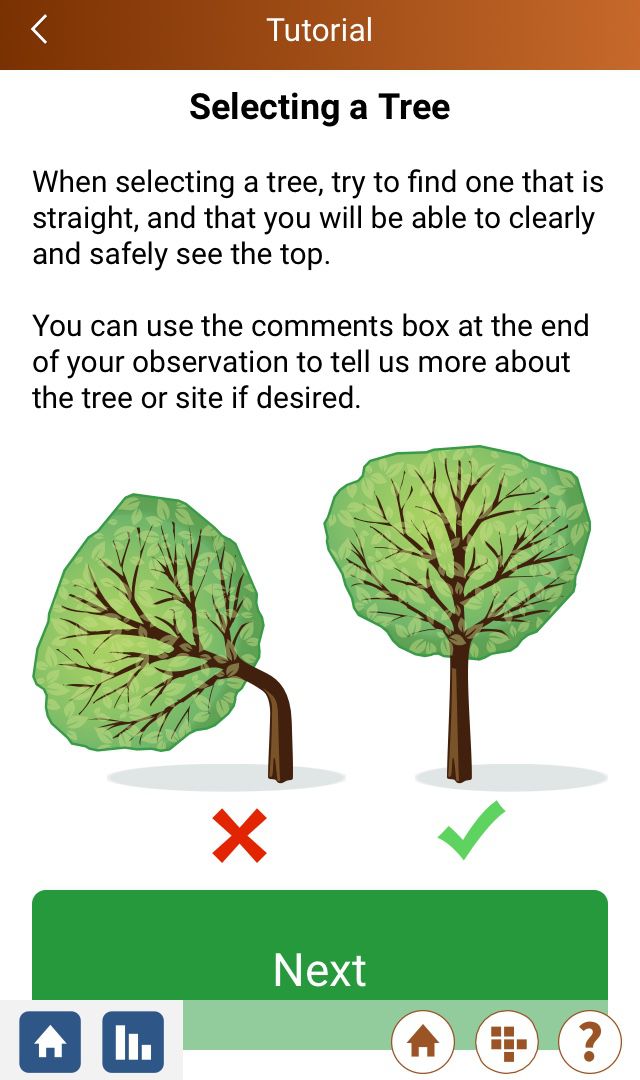 Tutorial
Selecting a Tree
When selecting a tree, try to find one that is
straight, and that you will be able to clearly
and safely see the top.
You can use the comments box at the end
of your observation to tell us more about
the tree or site if desired.
Next
?